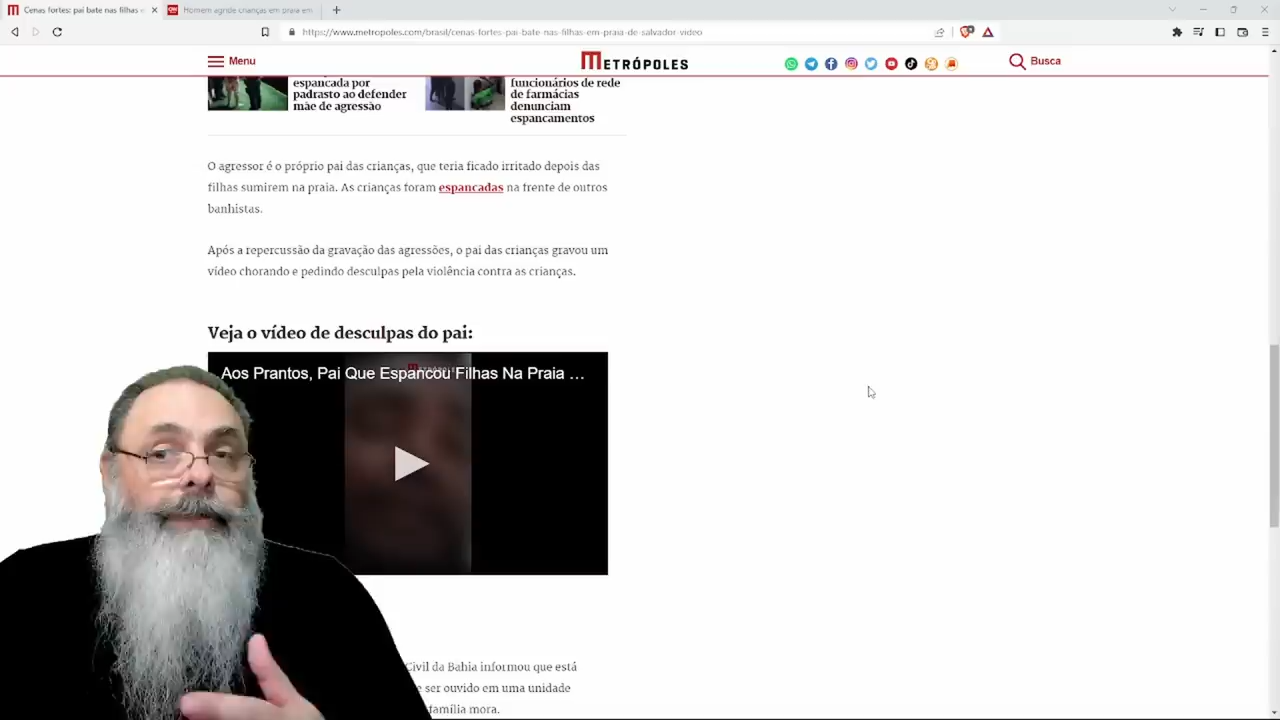 Cenas fortes: pai bate nas filhas
Homem agride crianças em praia em
https://www.metropoles.com/brasil/cenas-fortes-pai-bate-nas-filhas-em-praia-de-salvador-video
Menu
METRÓPOLES
Busca
espancada por
padrasto ao defender
mãe de agressão
funcionários de rede
de farmácias
denunciam
espancamentos
O agressor é o próprio pai das crianças, que teria ficado irritado depois das
filhas sumirem na praia. As crianças foram espancadas na frente de outros
banhistas.
Após a repercussão da gravação das agressões, o pai das crianças gravou um
vídeo chorando e pedindo desculpas pela violência contra as crianças.
Veja o vídeo de desculpas do pai:
Aos Prantos, Pai Que Espancou Filhas Na Praia ...
Civil da Bahia informou que está
e ser ouvido em uma unidade
família mora.